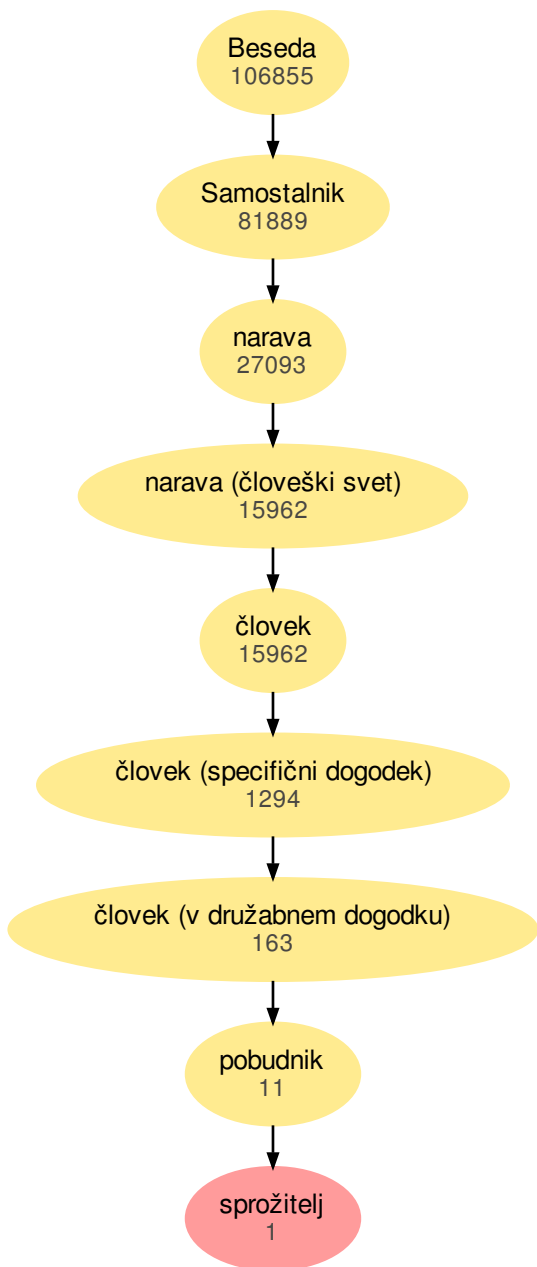 Beseda
106855
Samostalnik
81889
narava
27093
narava (človeški svet)
15962
človek
15962
človek (specifični dogodek)
1294
človek (v družabnem dogodku)
163
pobudnik
11
sprožitelj
1